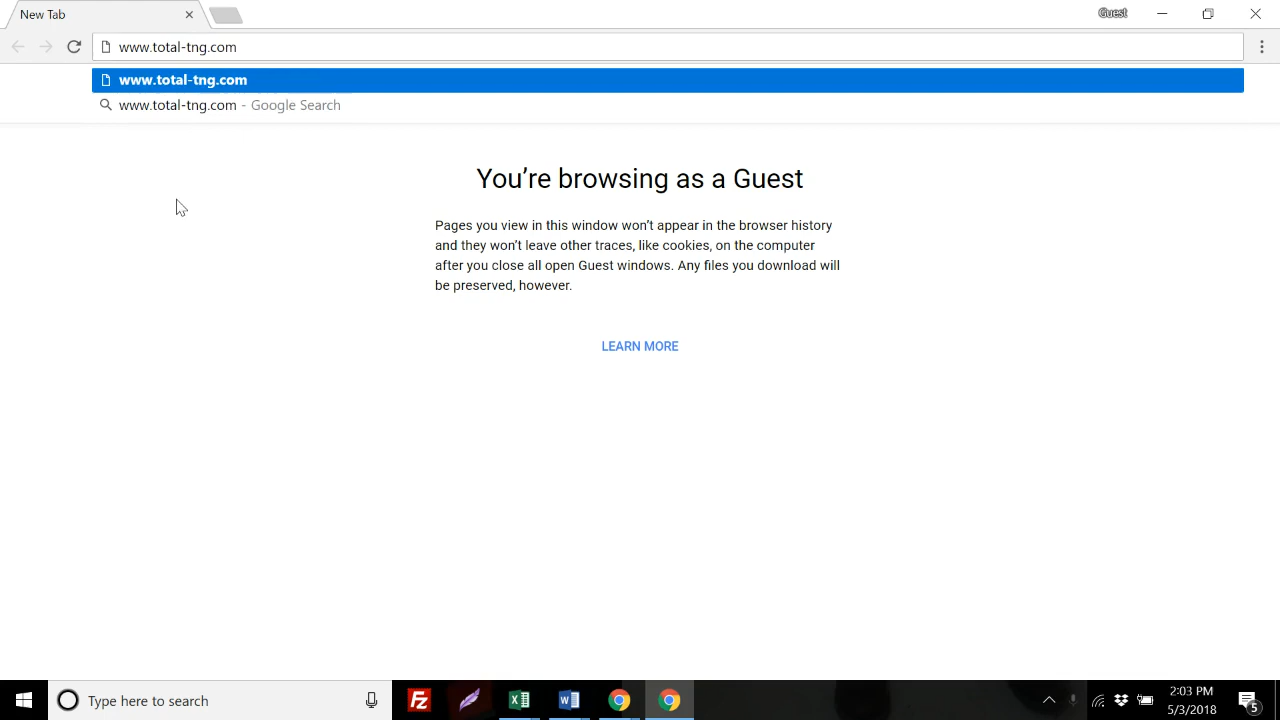 New Tab
Guest
www.total-tng.com
www.total-tng.com
www.total-tng.com - Google Search
You’re browsing as a Guest
Pages you view in this window won’t appear in the browser history
and they won’t leave other traces, like cookies, on the computer
after you close all open Guest windows. Any files you download will
be preserved, however.
LEARN MORE
Type here to search
Fz
X
W
2:03 PM
5/3/2018
5